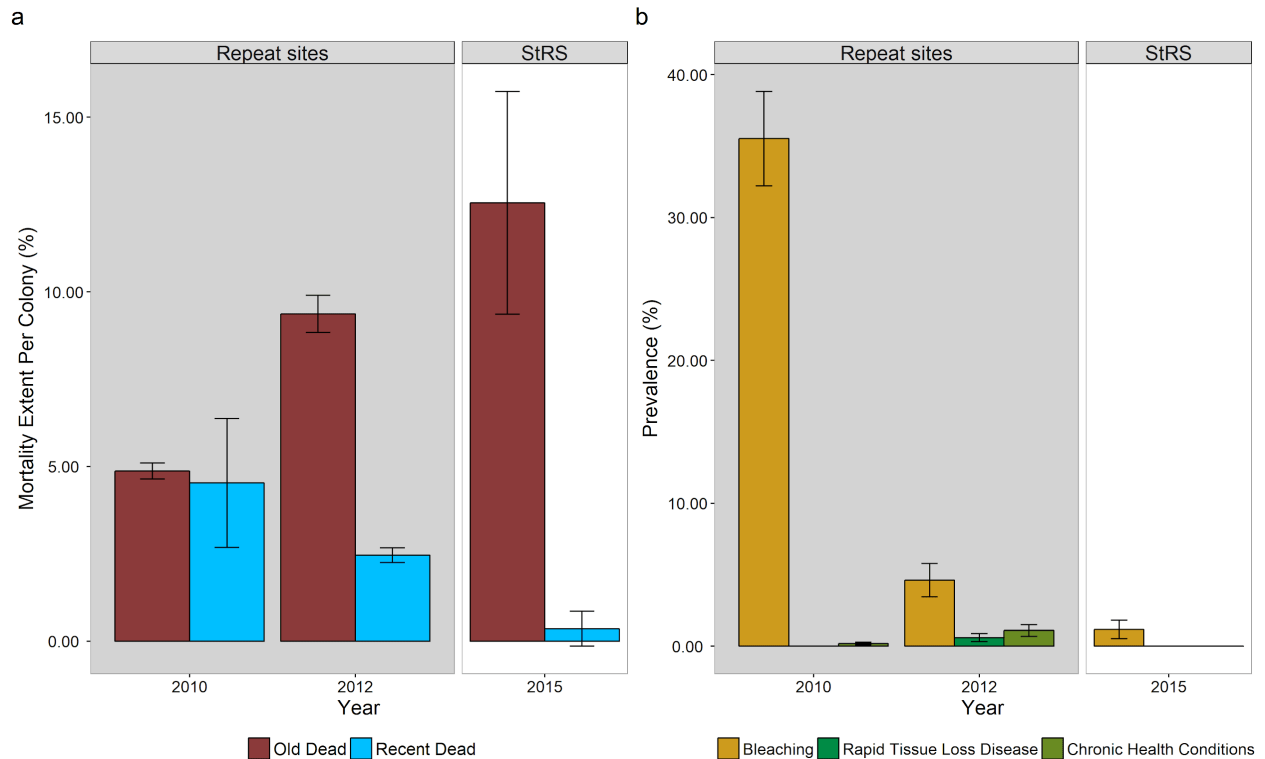 a
Repeat sites
StRS
Mortality Extent Per Colony (%)
15.00
10.00
5.00
0.00
2010
2012
2015
Year
Old Dead
Recent Dead
b
Repeat sites
StRS
Prevalence (%)
40.00
30.00
20.00
10.00
0.00
2010
2012
2015
Year
Bleaching
Rapid Tissue Loss Disease
Chronic Health Conditions